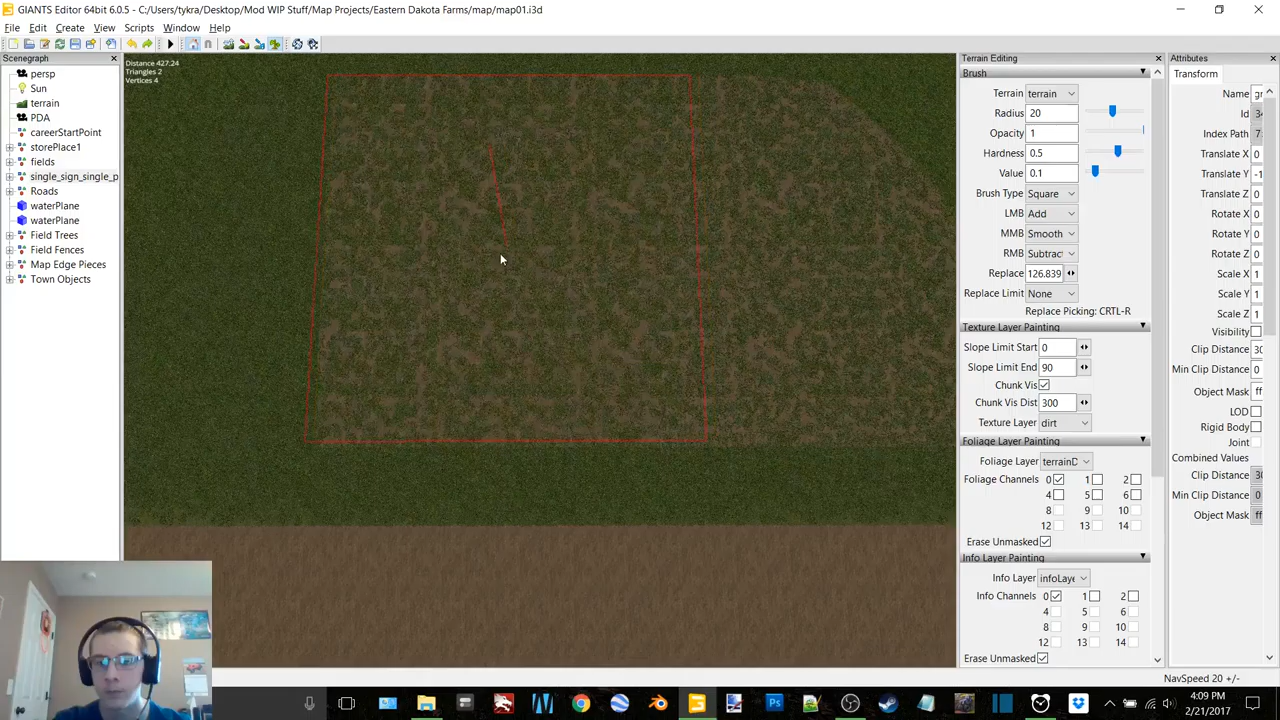 GIANTS Editor 64bit 6.0.5 - C:/Users/tykra/Desktop/Mod WIP Stuff/Map Projects/Eastern Dakota Farms/map/map01.i3d
File Edit Create View Scripts Window Help
Scenegraph
persp
Sun
terrain
PDA
careerStartPoint
storePlace1
fields
single_sign_single_p
Roads
waterPlane
waterPlane
Field Trees
Field Fences
Map Edge Pieces
Town Objects
Distance 427.24
Triangles 2
Vertices 4
Terrain Editing
Brush
Terrain terrain
Radius 20
Opacity 1
Hardness 0.5
Value 0.1
Brush Type Square
LMB Add
MMB Smooth
RMB Subtrac
Replace 126.839
Replace Limit None
Replace Picking: CRTL-R
Texture Layer Painting
Slope Limit Start 0
Slope Limit End 90
Chunk Vis
Chunk Vis Dist 300
Texture Layer dirt
Foliage Layer Painting
Foliage Layer terrainD
Foliage Channels 0 1 2
4 5 6
8 9 10
12 13 14
Erase Unmasked
Info Layer Painting
Info Layer infoLaye
Info Channels 0 1 2
4 5 6
8 9 10
12 13 14
Erase Unmasked
Attributes
Transform
Name gr
Id 34
Index Path 7
Translate X 0
Translate Y -1
Translate Z 0
Rotate X 0
Rotate Y 0
Rotate Z 0
Scale X 1
Scale Y 1
Scale Z 1
Visibility
Clip Distance 30
Min Clip Distance 0
Object Mask ff
LOD
Rigid Body
Joint
Combined Values
Clip Distance 30
Min Clip Distance 0
Object Mask ff
NavSpeed 20 +/-
4:09 PM
2/21/2017